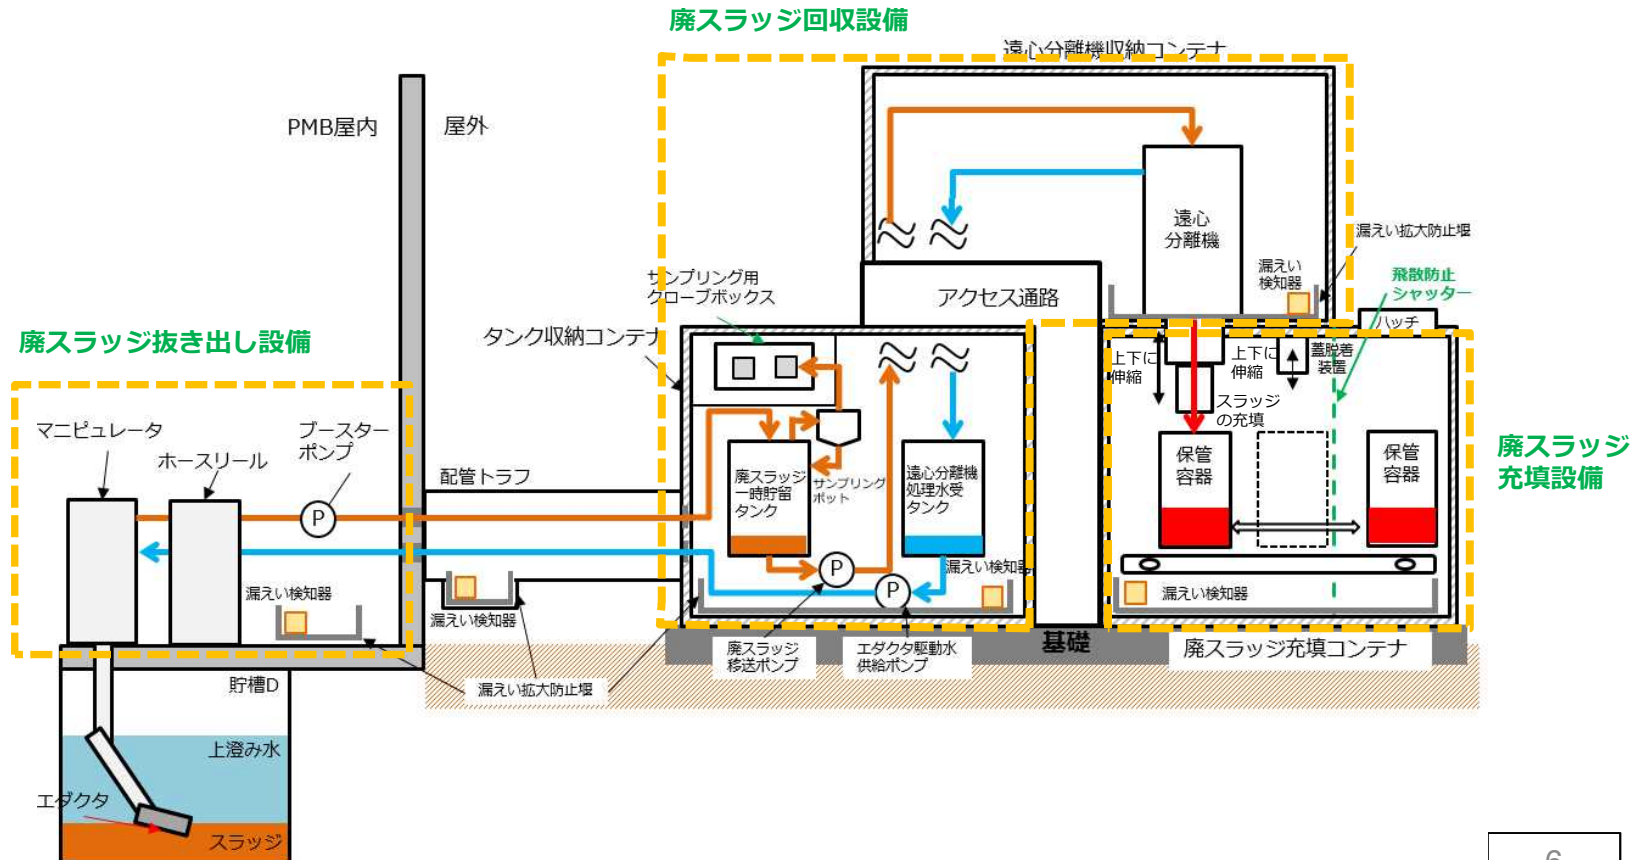 廃スラッジ回収設備
遠心分離機収納コンテナ
PMB屋内
屋外
遠心
分離機
漏えい拡大防止堰
漏えい
検知器
飛散防止
シャッター
サンプリング用
グローブボックス
アクセス通路
ハッチ
廃スラッジ抜き出し設備
タンク収納コンテナ
上下に
伸縮
上下に
伸縮
蓋脱着
装置
スラッジ
の充填
マニピュレータ
ホースリール
ブースター
ポンプ
P
配管トラフ
廃スラッジ
一時貯留
タンク
サンプリング
ポット
遠心分離機
処理水受
タンク
保管
容器
保管
容器
廃スラッジ
充填設備
P
P
漏えい検知器
漏えい検知器
漏えい検知器
漏えい検知器
廃スラッジ
移送ポンプ
エダクタ駆動水
供給ポンプ
基礎
廃スラッジ充填コンテナ
漏えい拡大防止堰
貯槽D
上澄み水
エダクタ
スラッジ
6